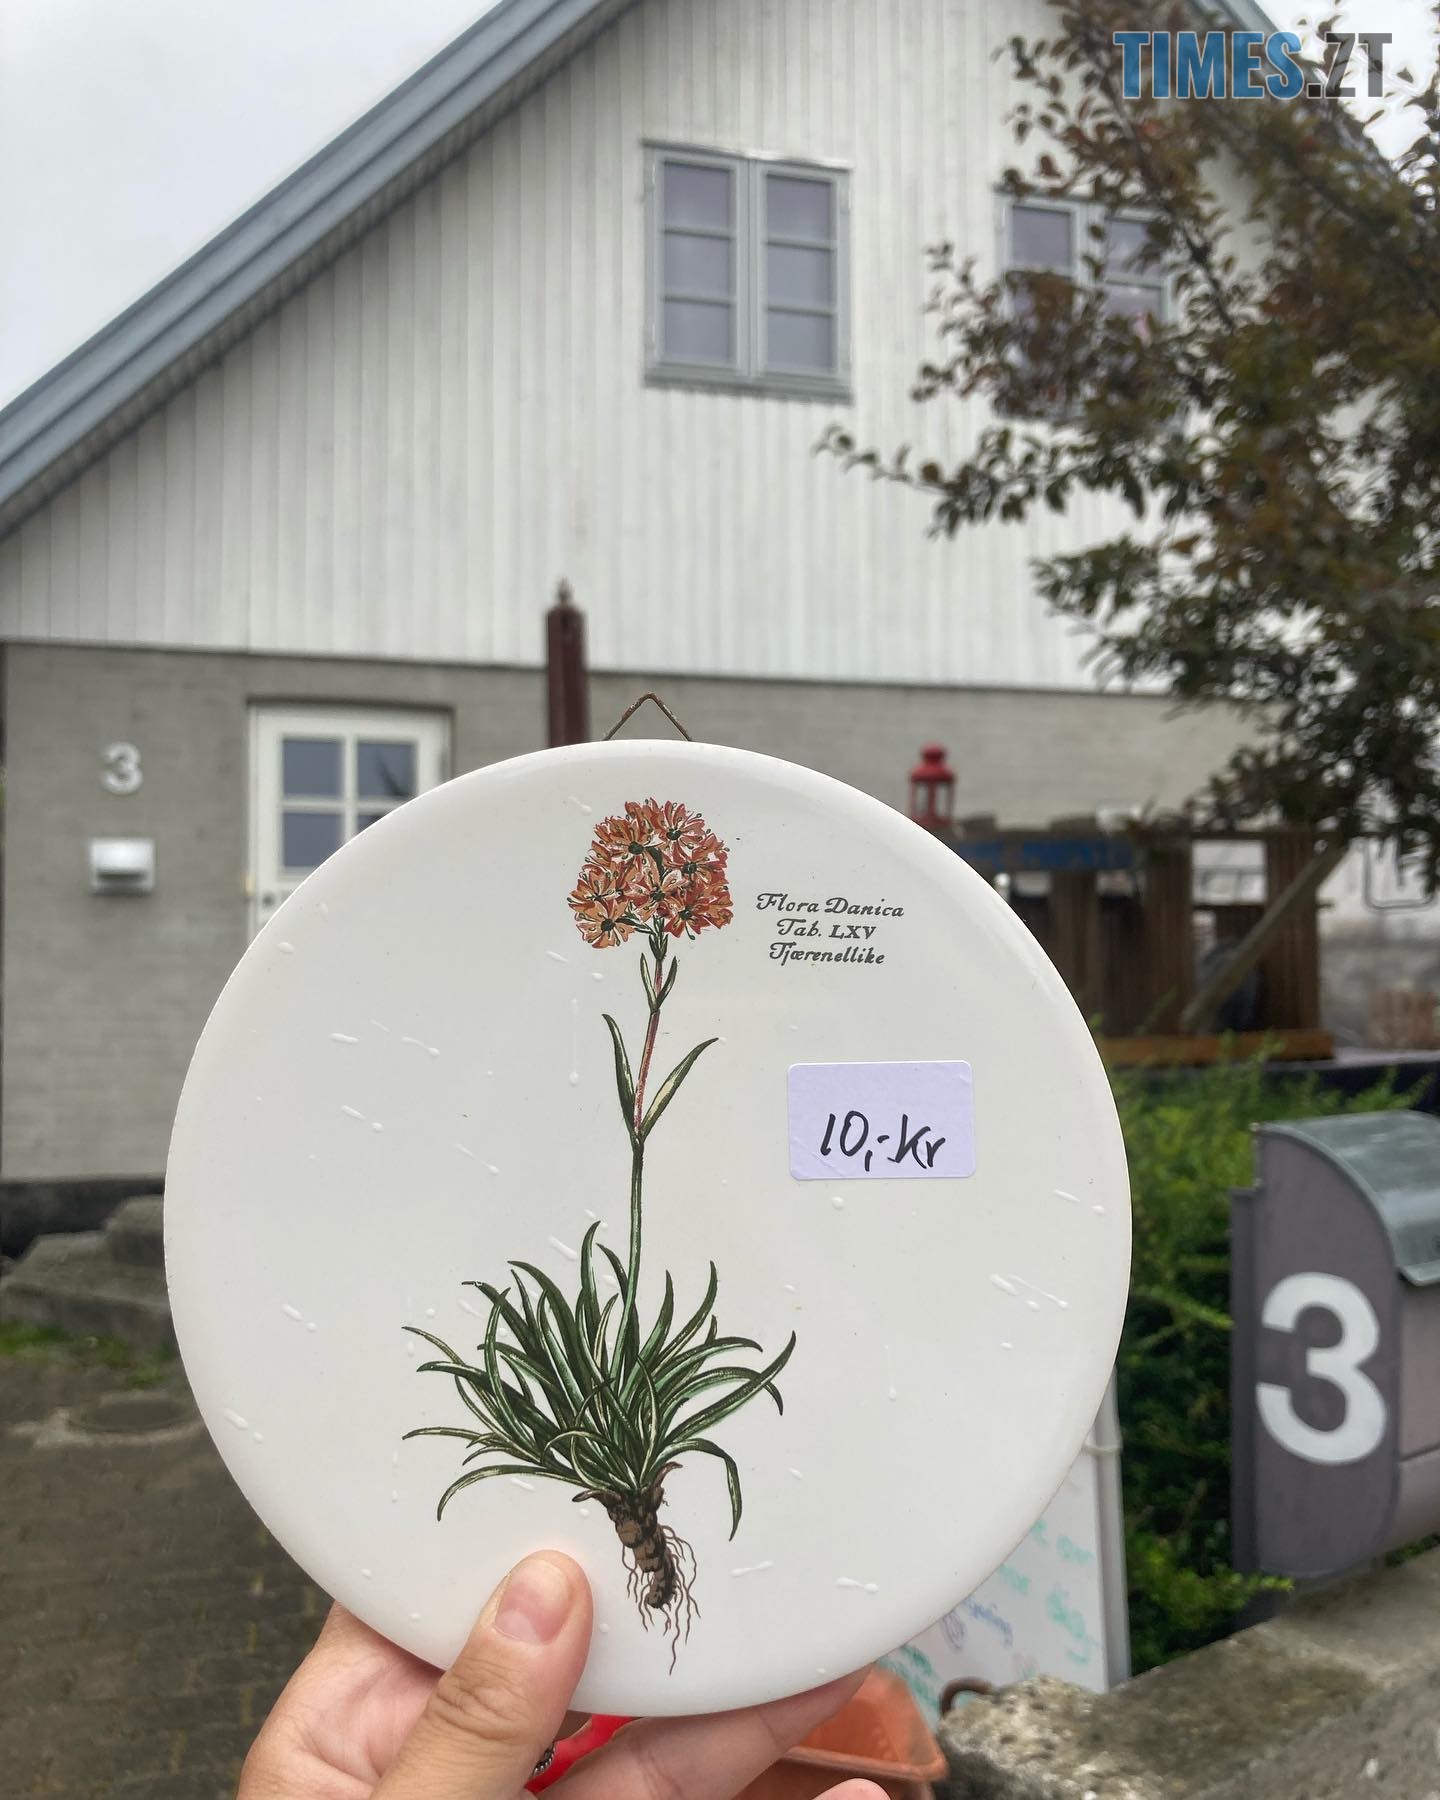 TIMES.ZT
3
Flora Danica
Tab. LXV
Tjærenellike
10,-kr
3